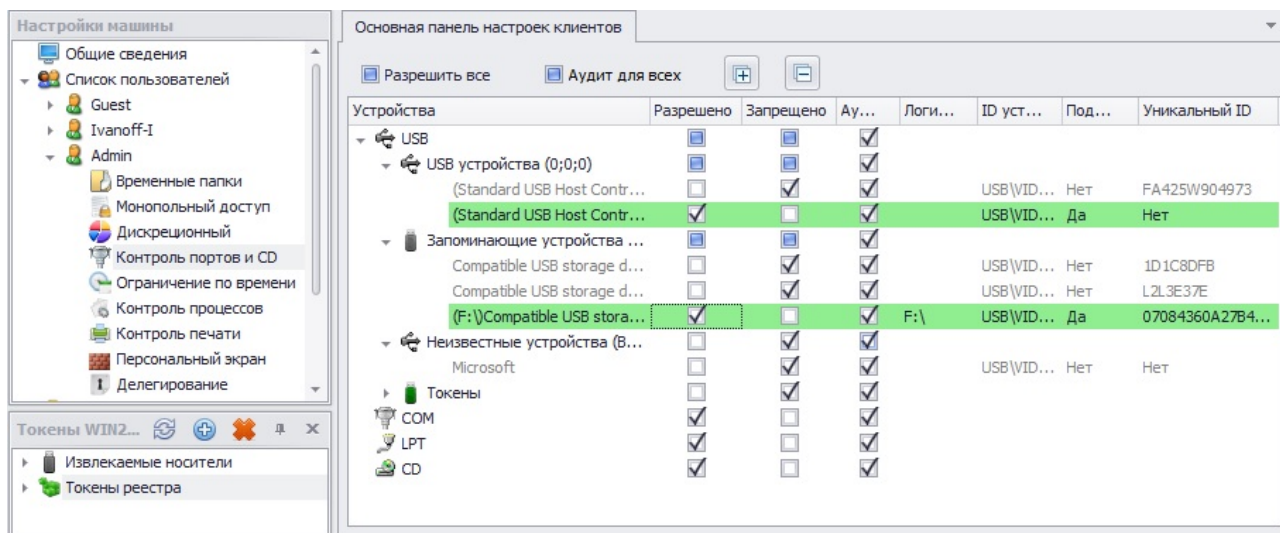 Настройки машины
Общие сведения
Список пользователей
Guest
Ivanoff-I
Admin
Временные папки
Монопольный доступ
Дискреционный
Контроль портов и CD
Ограничение по времени
Контроль процессов
Контроль печати
Персональный экран
Делегирование
Токены WIN2...
Извлекаемые носители
Токены реестра
Основная панель настроек клиентов
Разрешить все Аудит для всех
Устройства Разрешено Запрещено Ау... Логи... ID уст... Под... Уникальный ID
USB
USB устройства (0;0;0)
(Standard USB Host Contr... USB\VID... Нет FA425W904973
(Standard USB Host Contr... USB\VID... Да Нет
Запоминающие устройства ...
Compatible USB storage d... USB\VID... Нет 1D1C8DFB
Compatible USB storage d... USB\VID... Нет L2L3E37E
(F:\)Compatible USB stora... F:\ USB\VID... Да 07084360A27B4...
Неизвестные устройства (В...
Microsoft USB\VID... Нет Нет
Токены
COM
LPT
CD